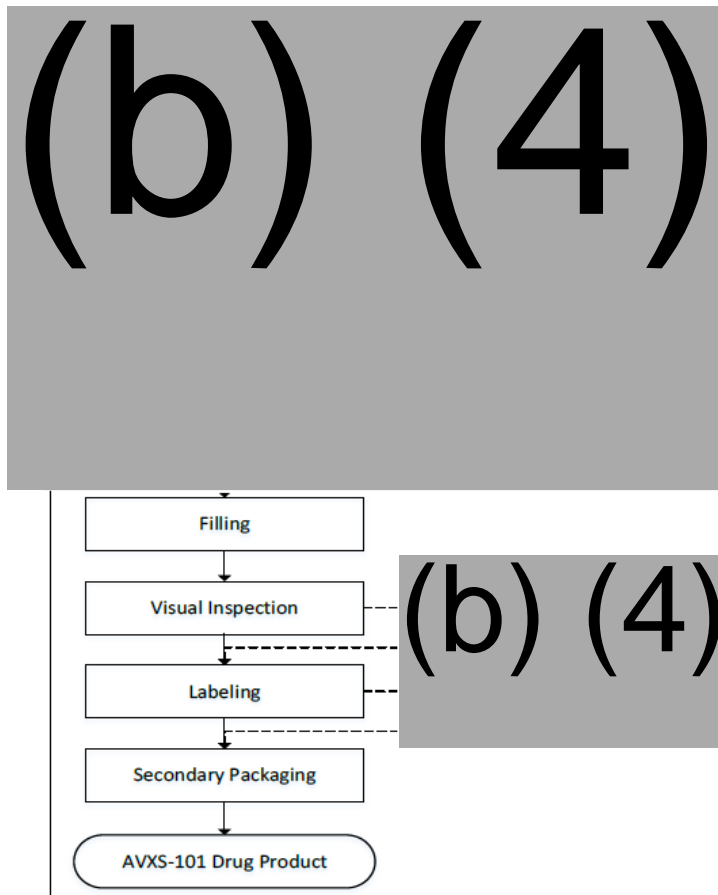 (b) (4)
Filling
Visual Inspection
(b) (4)
Labeling
Secondary Packaging
AVXS-101 Drug Product